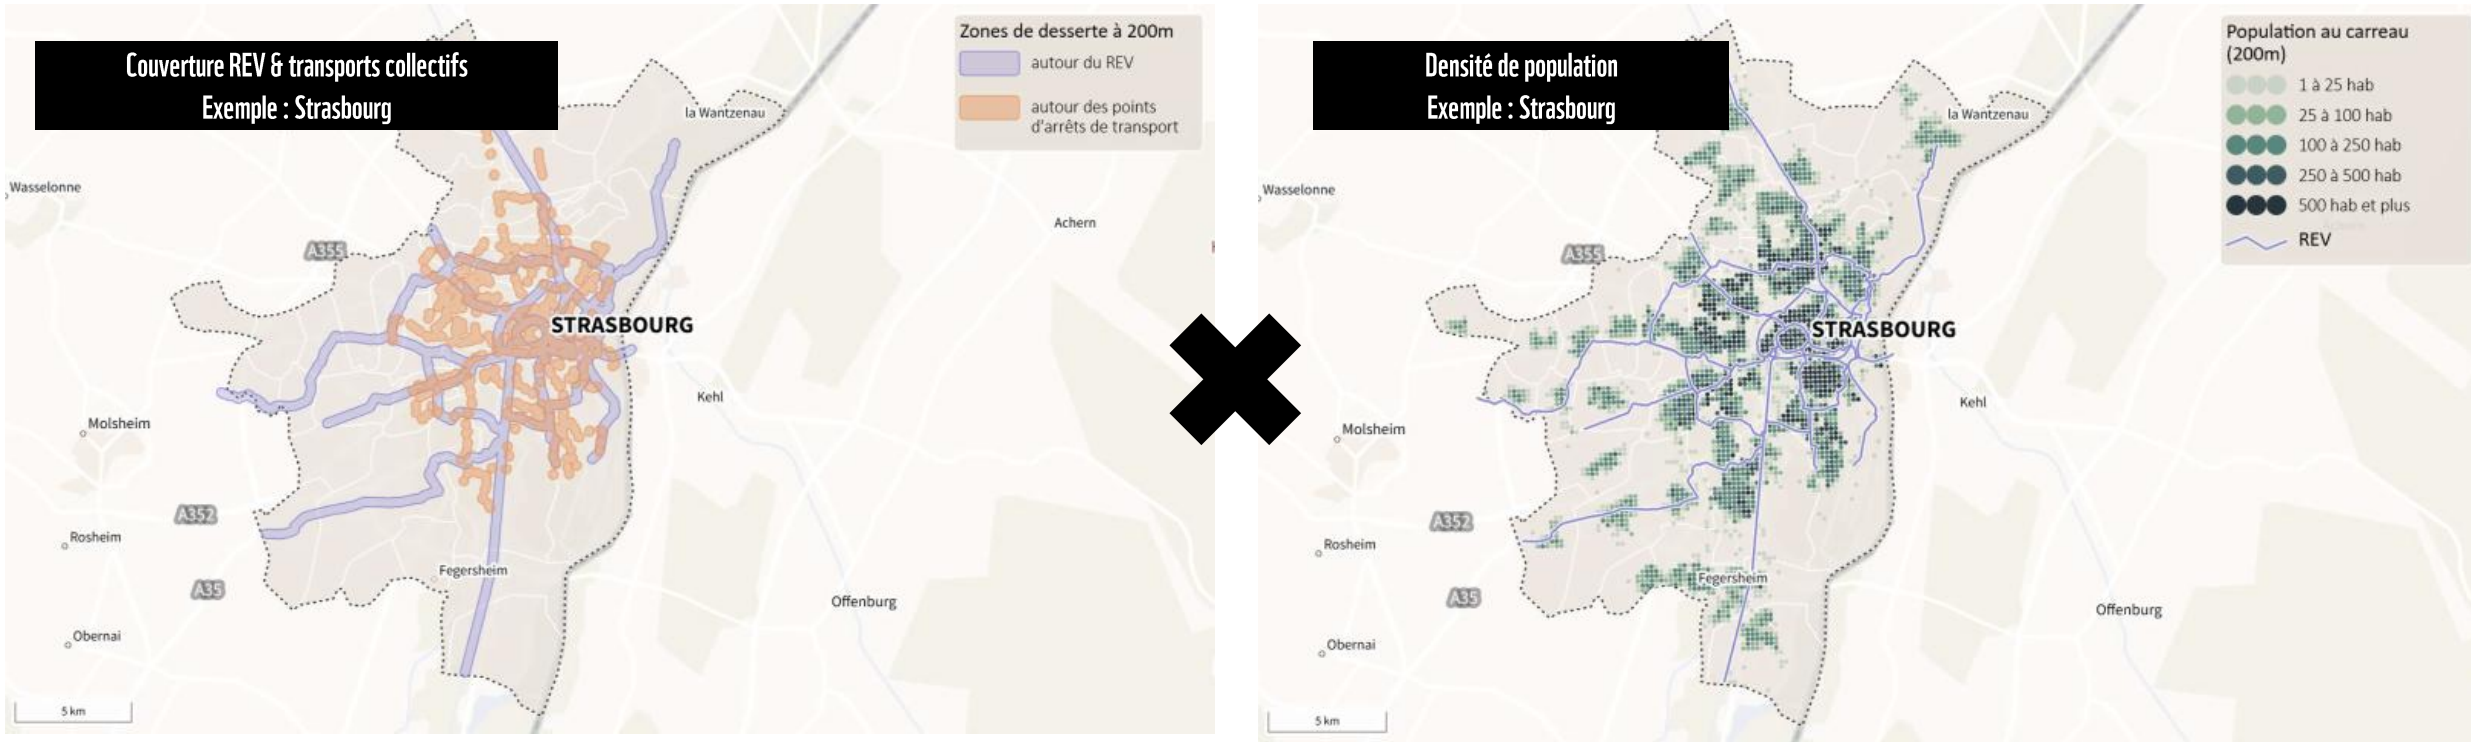 Couverture REV & transports collectifs
Exemple : Strasbourg
Zones de desserte à 200m
autour du REV
autour des points
d'arrêts de transport
la Wantzenau
Wasselonne
Achern
A355
STRASBOURG
Kehl
Molsheim
A352
Rosheim
Fegersheim
A35
Offenburg
Obernai
5 km
Densité de population
Exemple : Strasbourg
Population au carreau
(200m)
1 à 25 hab
25 à 100 hab
100 à 250 hab
250 à 500 hab
500 hab et plus
REV
la Wantzenau
Wasselonne
A355
STRASBOURG
Kehl
Molsheim
A352
Rosheim
Fegersheim
A35
Offenburg
Obernai
5 km